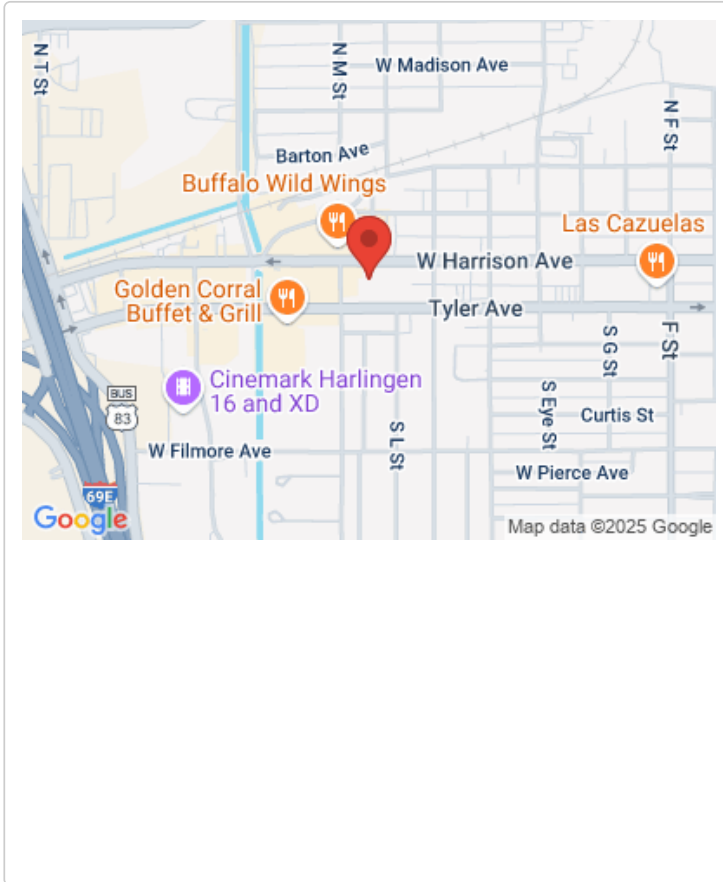 N T St
N M St
W Madison Ave
N F St
Barton Ave
Buffalo Wild Wings
Las Cazuelas
W Harrison Ave
Golden Corral
Buffet & Grill
Tyler Ave
S G St
F St
Cinemark Harlingen
16 and XD
BUS
83
S Eye St
Curtis St
S L St
W Filmore Ave
W Pierce Ave
69E
Google
Map data ©2025 Google